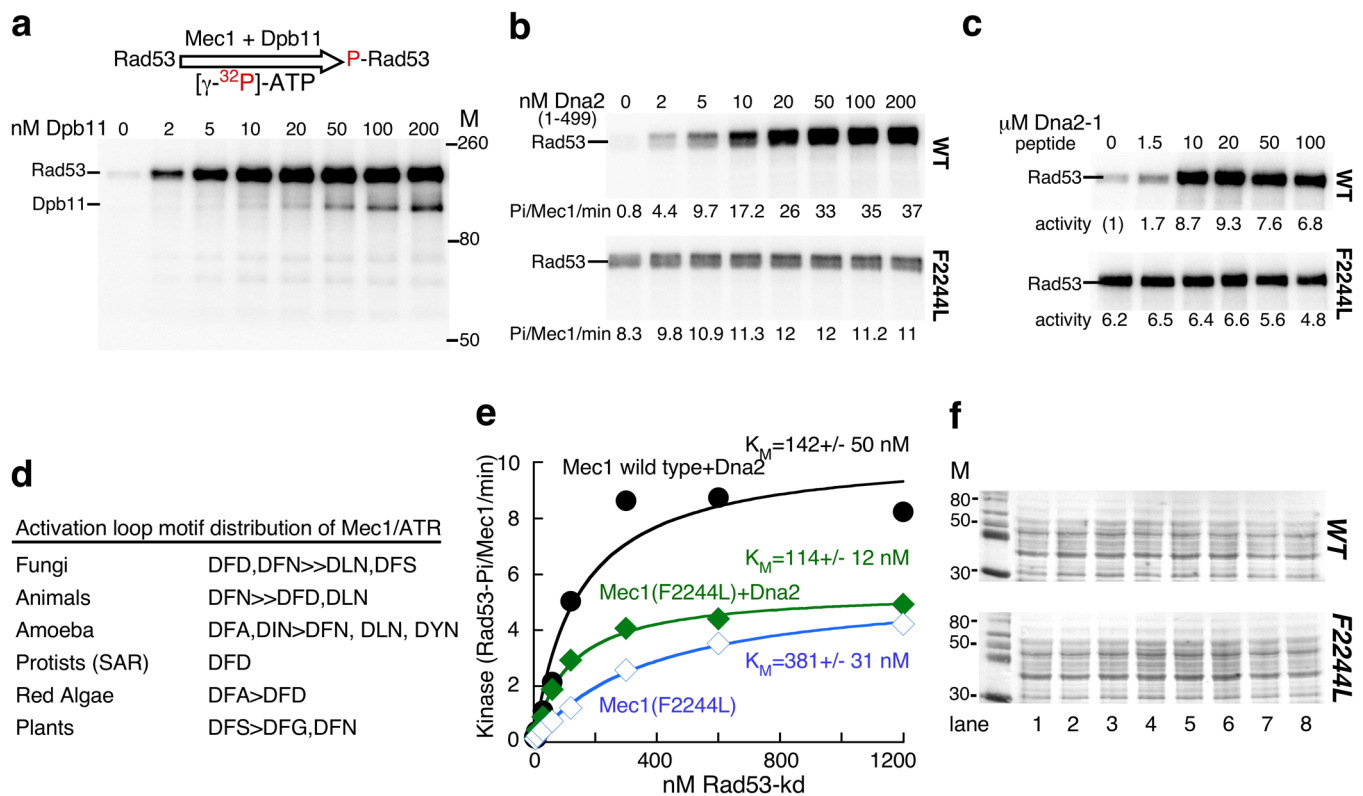 a
Mec1 + Dpb11
Rad53 P-Rad53
[γ-³²P]-ATP
M
nM Dpb11 0 2 5 10 20 50 100 200
260
Rad53
Dpb11
80
50
b
nM Dna2 0 2 5 10 20 50 100 200
(1-499)
Rad53
WT
Pi/Mec1/min 0.8 4.4 9.7 17.2 26 33 35 37
Rad53
F2244L
Pi/Mec1/min 8.3 9.8 10.9 11.3 12 12 11.2 11
c
μM Dna2-1
peptide 0 1.5 10 20 50 100
Rad53
WT
activity (1) 1.7 8.7 9.3 7.6 6.8
Rad53
F2244L
activity 6.2 6.5 6.4 6.6 5.6 4.8
d
Activation loop motif distribution of Mec1/ATR
Fungi DFD,DFN>>DLN,DFS
Animals DFN>>DFD,DLN
Amoeba DFA,DIN>DFN, DLN, DYN
Protists (SAR) DFD
Red Algae DFA>DFD
Plants DFS>DFG,DFN
e
Kinase (Rad53-Pi/Mec1/min)
10
8
6
4
2
0
K_M=142+/- 50 nM
Mec1 wild type+Dna2
K_M=114+/- 12 nM
Mec1(F2244L)+Dna2
K_M=381+/- 31 nM
Mec1(F2244L)
0 400 800 1200
nM Rad53-kd
f
M
80
50
30
WT
80
50
30
F2244L
lane 1 2 3 4 5 6 7 8